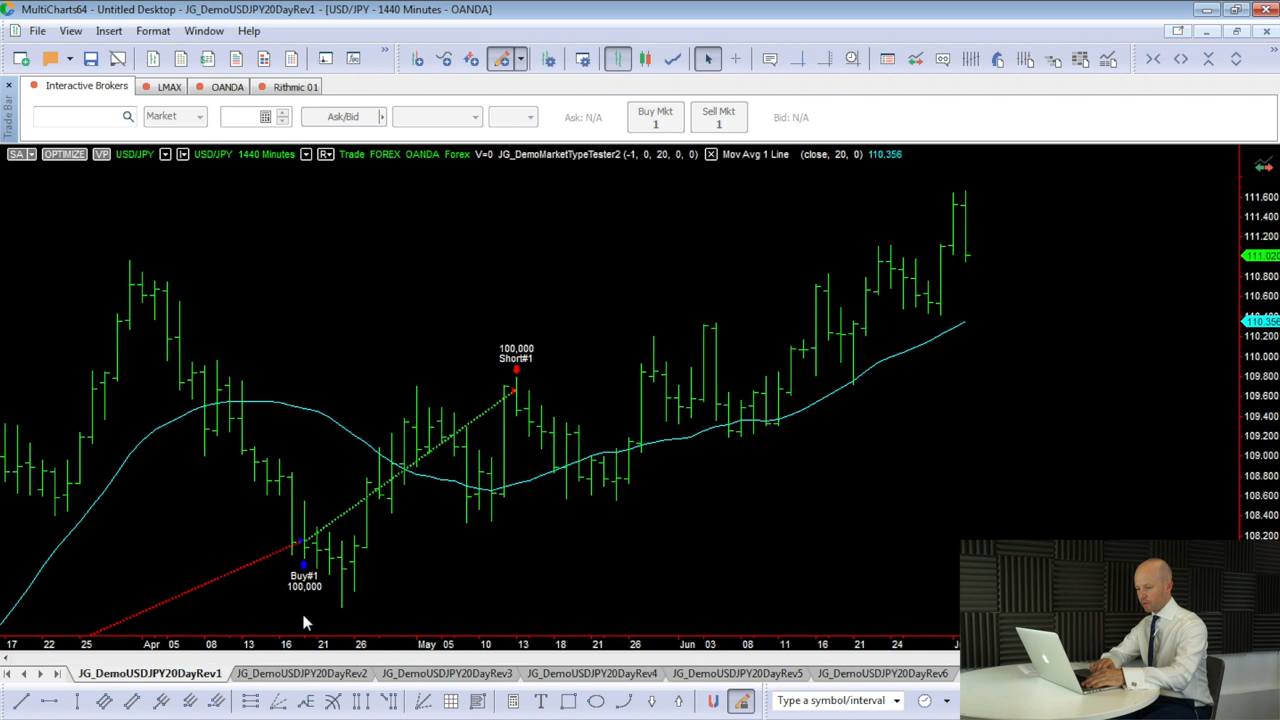 MultiCharts64 - Untitled Desktop - JG_DemoUSDJPY20DayRev1 - [USD/JPY - 1440 Minutes - OANDA]
File View Insert Format Window Help
Trade Bar
Interactive Brokers LMAX OANDA Rithmic 01
Market Ask/Bid Buy Mkt 1 Sell Mkt 1 Ask: N/A Bid: N/A
SA OPTIMIZE VP USD/JPY USD/JPY 1440 Minutes R Trade FOREX OANDA Forex V=0 JG_DemoMarketTypeTester2 (-1, 0, 20, 0, 0) Mov Avg 1 Line (close, 20, 0) 110.356
111.600
111.400
111.200
111.020
110.800
110.600
110.356
110.200
110.000
109.800
109.600
109.400
109.200
109.000
108.800
108.600
108.400
108.200
100,000
Short#1
Buy#1
100,000
17 22 25 Apr 05 08 13 18 21 26 May 05 10 13 18 21 26 Jun 03 08 11 16 21 24
JG_DemoUSDJPY20DayRev1 JG_DemoUSDJPY20DayRev2 JG_DemoUSDJPY20DayRev3 JG_DemoUSDJPY20DayRev4 JG_DemoUSDJPY20DayRev5 JG_DemoUSDJPY20DayRev6
Type a symbol/interval